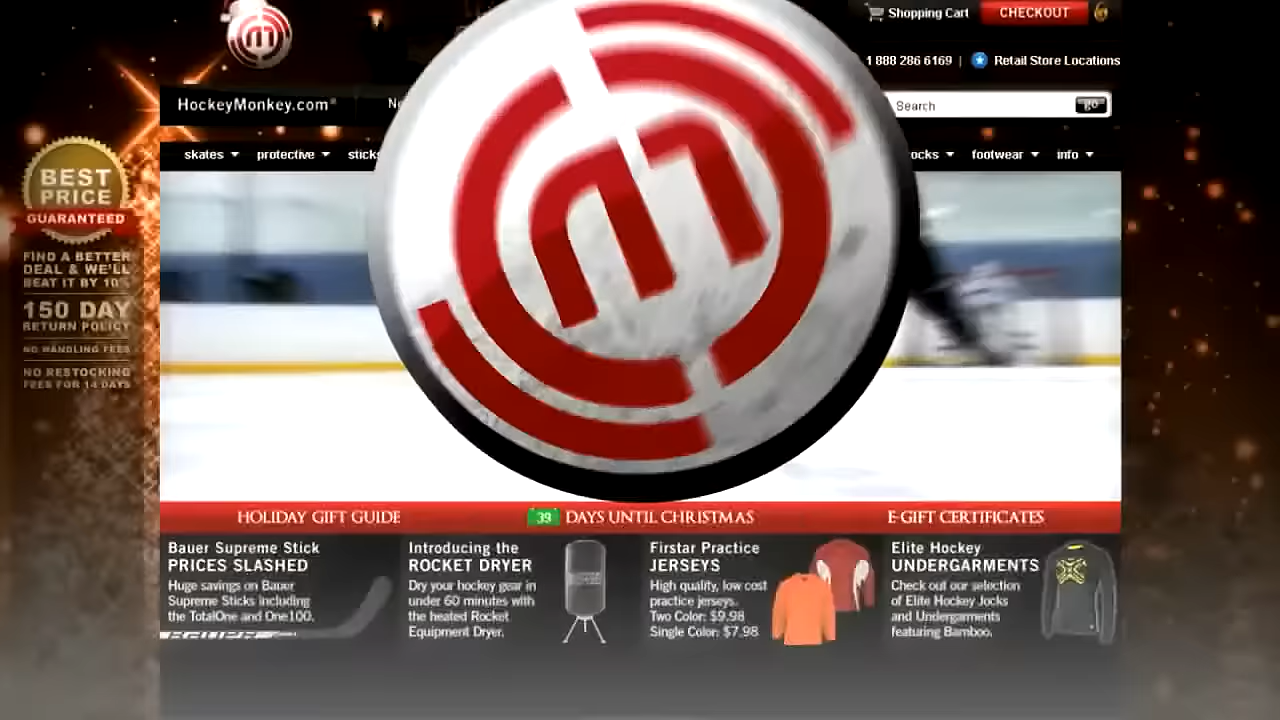 Shopping Cart
CHECKOUT
1 888 286 6169 |
Retail Store Locations
HockeyMonkey.com
Search
go
skates
protective
sticks
footwear
info
BEST
PRICE
GUARANTEED
FIND A BETTER
DEAL & WE'LL
BEAT IT BY 10%
150 DAY
RETURN POLICY
NO HANDLING FEES
NO RESTOCKING
FEES FOR 14 DAYS
m
HOLIDAY GIFT GUIDE
39 DAYS UNTIL CHRISTMAS
E-GIFT CERTIFICATES
Bauer Supreme Stick
PRICES SLASHED
Huge savings on Bauer
Supreme Sticks including
the TotalOne and One100.
BAUER
Introducing the
ROCKET DRYER
Dry your hockey gear in
under 60 minutes with
the heated Rocket
Equipment Dryer.
Firstar Practice
JERSEYS
High quality, low cost
practice jerseys.
Two Color: $9.98
Single Color: $7.98
Elite Hockey
UNDERGARMENTS
Check out our selection
of Elite Hockey Jocks
and Undergarments
featuring Bamboo.